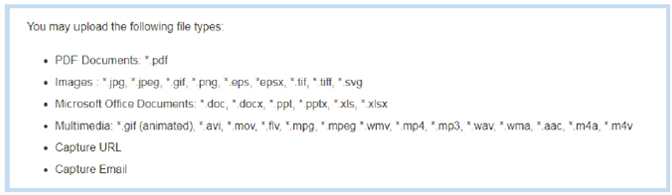 You may upload the following file types:
• PDF Documents: *.pdf
• Images : *.jpg, *.jpeg, *.gif, *.png, *.eps, *epsx, *.tif, *.tiff, *.svg
• Microsoft Office Documents: *.doc, *.docx, *.ppt, *.pptx, *.xls, *.xlsx
• Multimedia: *.gif (animated), *.avi, *.mov, *.flv, *.mpg, *.mpeg *.wmv, *.mp4, *.mp3, *.wav, *.wma, *.aac, *.m4a, *.m4v
• Capture URL
• Capture Email